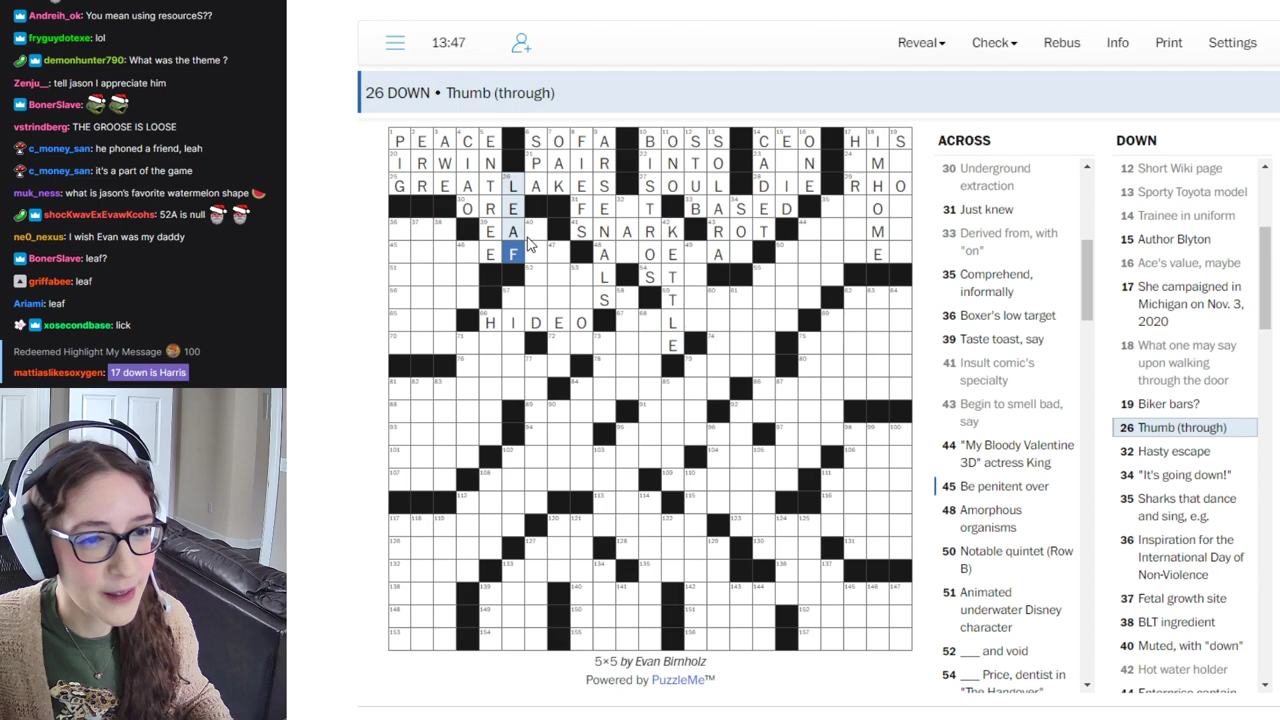 Andreih_ok: You mean using resourceS??
fryguydotexe: lol
demonhunter790: What was the theme ?
Zenju__: tell jason I appreciate him
BonerSlave:
vstrindberg: THE GROOSE IS LOOSE
c_money_san: he phoned a friend, leah
c_money_san: it's a part of the game
muk_ness: what is jason's favorite watermelon shape
shocKwavExEvawKcohs: 52A is null
ne0_nexus: I wish Evan was my daddy
BonerSlave: leaf?
griffabee: leaf
Ariami: leaf
xosecondbase: lick
Redeemed Highlight My Message 100
mattiaslikesoxygen: 17 down is Harris
13:47
Reveal Check Rebus Info Print Settings
26 DOWN • Thumb (through)
PEACE SOFA BOSS CEO HIS
IRWIN PAIR INTO A N M
GREATLAKES SOUL DIE RHO
ORE FE T BASED O
EA SNARK ROT M
EF A OE A E
L ST
S T
HIDEO L
E
5×5 by Evan Birnholz
Powered by PuzzleMe™
ACROSS
30 Underground
extraction
31 Just knew
33 Derived from, with
"on"
35 Comprehend,
informally
36 Boxer's low target
39 Taste toast, say
41 Insult comic's
specialty
43 Begin to smell bad,
say
44 "My Bloody Valentine
3D" actress King
45 Be penitent over
48 Amorphous
organisms
50 Notable quintet (Row
B)
51 Animated
underwater Disney
character
52 ___ and void
54 ___ Price, dentist in
"The Hangover"
DOWN
12 Short Wiki page
13 Sporty Toyota model
14 Trainee in uniform
15 Author Blyton
16 Ace's value, maybe
17 She campaigned in
Michigan on Nov. 3,
2020
18 What one may say
upon walking
through the door
19 Biker bars?
26 Thumb (through)
32 Hasty escape
34 "It's going down!"
35 Sharks that dance
and sing, e.g.
36 Inspiration for the
International Day of
Non-Violence
37 Fetal growth site
38 BLT ingredient
40 Muted, with "down"
42 Hot water holder
44 Enterprise captain